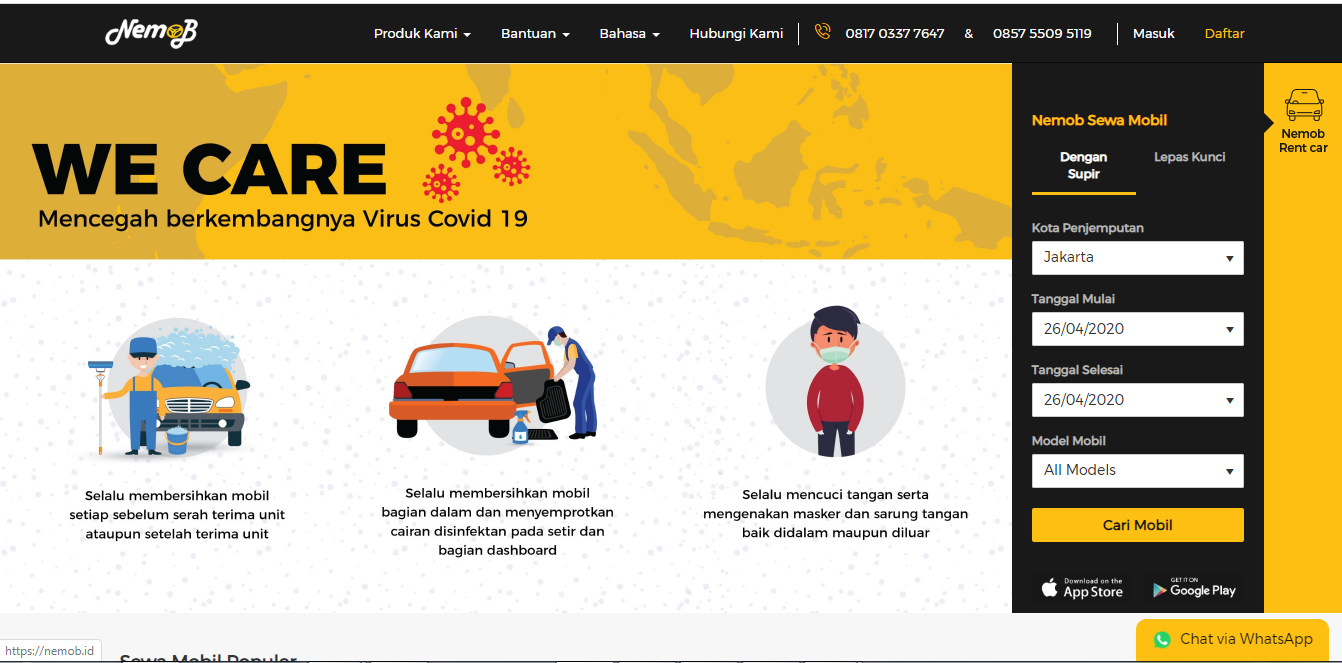 NemoB
Produk Kami
Bantuan
Bahasa
Hubungi Kami
0817 0337 7647 & 0857 5509 5119
Masuk
Daftar
WE CARE
Mencegah berkembangnya Virus Covid 19
Selalu membersihkan mobil
setiap sebelum serah terima unit
ataupun setelah terima unit
Selalu membersihkan mobil
bagian dalam dan menyemprotkan
cairan disinfektan pada setir dan
bagian dashboard
Selalu mencuci tangan serta
mengenakan masker dan sarung tangan
baik didalam maupun diluar
Nemob Sewa Mobil
Dengan
Supir
Lepas Kunci
Kota Penjemputan
Jakarta
Tanggal Mulai
26/04/2020
Tanggal Selesai
26/04/2020
Model Mobil
All Models
Cari Mobil
Download on the
App Store
GET IT ON
Google Play
Nemob
Rent car
Chat via WhatsApp
https://nemob.id
Sewa Mobil Populer